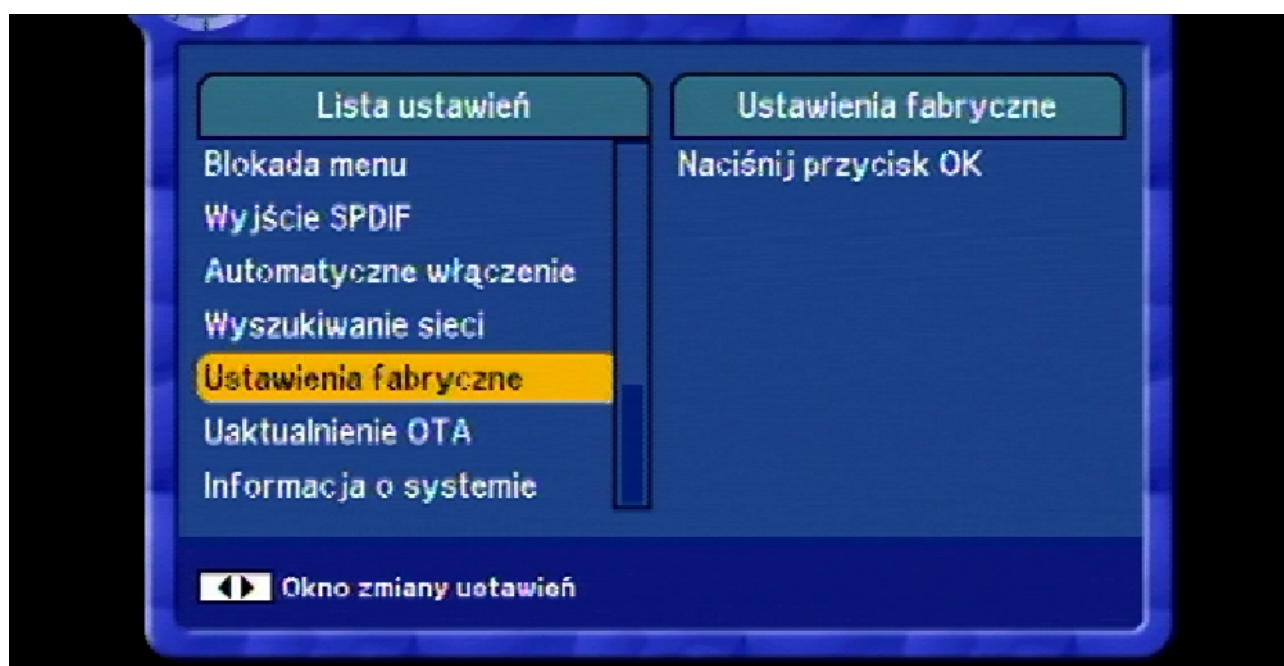 Lista ustawień
Blokada menu
Wyjście SPDIF
Automatyczne włączenie
Wyszukiwanie sieci
Ustawienia fabryczne
Uaktualnienie OTA
Informacja o systemie
Ustawienia fabryczne
Naciśnij przycisk OK
Okno zmiany ustawień